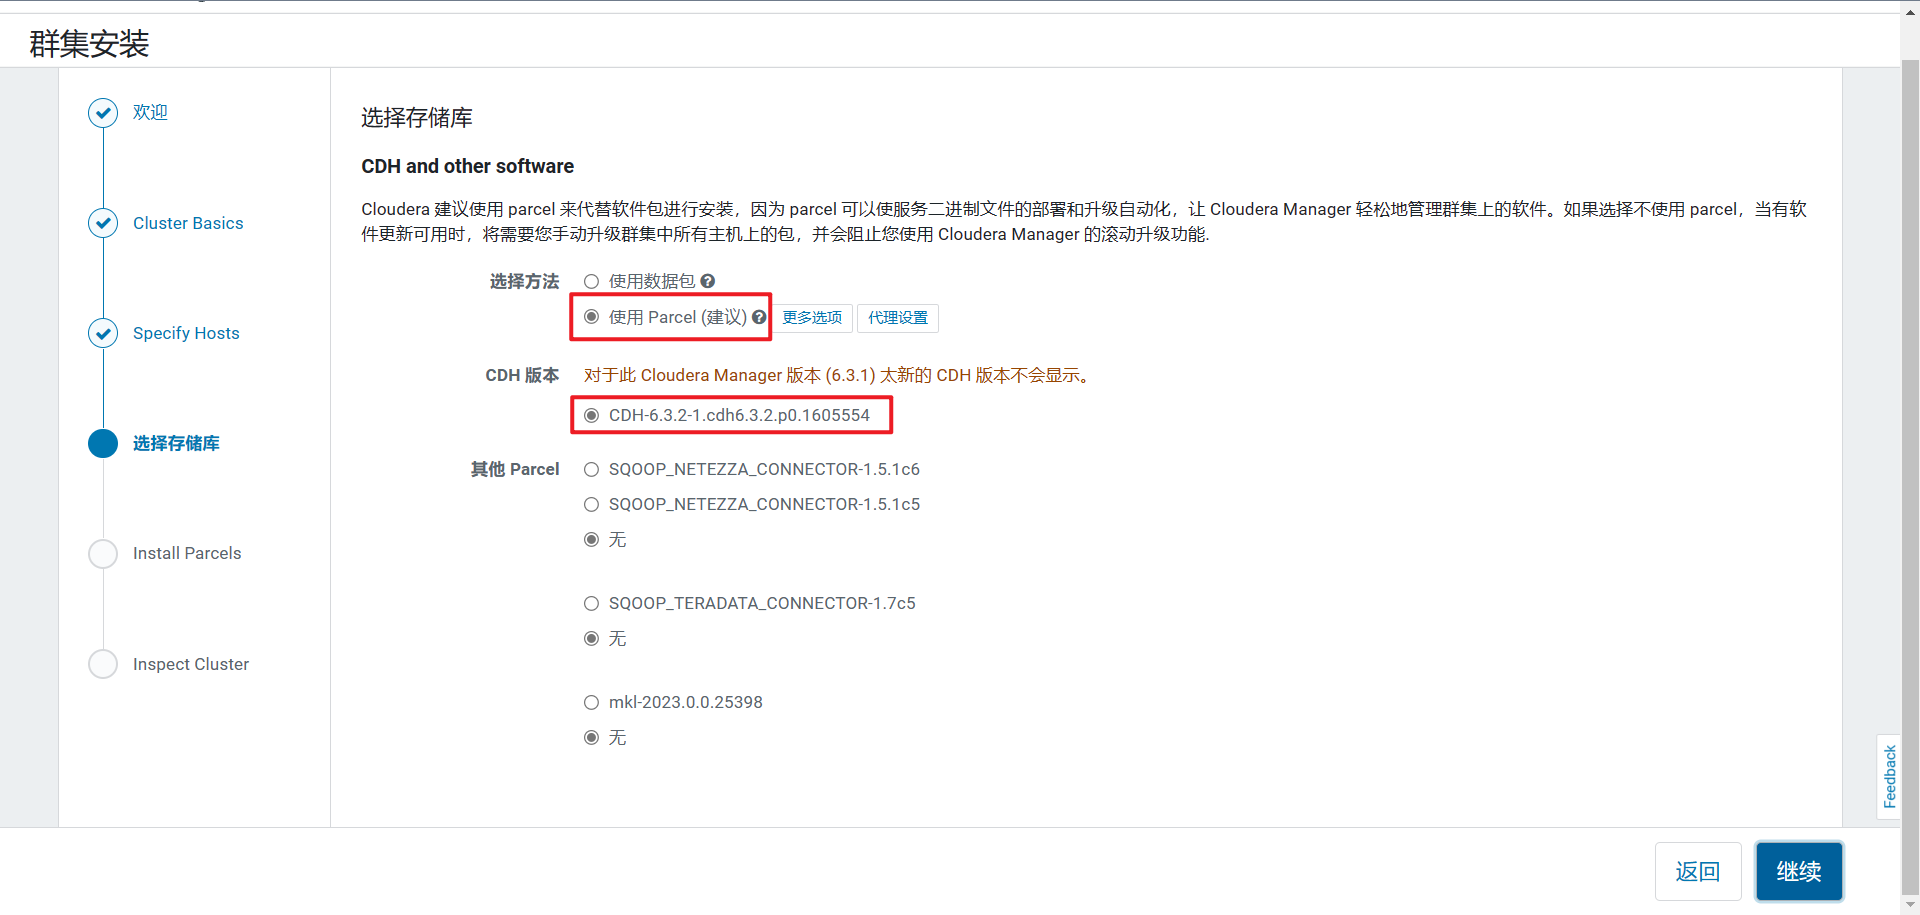 群集安装
欢迎
Cluster Basics
Specify Hosts
选择存储库
Install Parcels
Inspect Cluster
选择存储库
CDH and other software
Cloudera 建议使用 parcel 来代替软件包进行安装，因为 parcel 可以使服务二进制文件的部署和升级自动化，让 Cloudera Manager 轻松地管理群集上的软件。如果选择不使用 parcel，当有软
件更新可用时，将需要您手动升级群集中所有主机上的包，并会阻止您使用 Cloudera Manager 的滚动升级功能.
选择方法 使用数据包 ?
使用 Parcel (建议) ? 更多选项 代理设置
CDH 版本 对于此 Cloudera Manager 版本 (6.3.1) 太新的 CDH 版本不会显示。
CDH-6.3.2-1.cdh6.3.2.p0.1605554
其他 Parcel SQOOP_NETEZZA_CONNECTOR-1.5.1c6
SQOOP_NETEZZA_CONNECTOR-1.5.1c5
无
SQOOP_TERADATA_CONNECTOR-1.7c5
无
mkl-2023.0.0.25398
无
Feedback
返回 继续